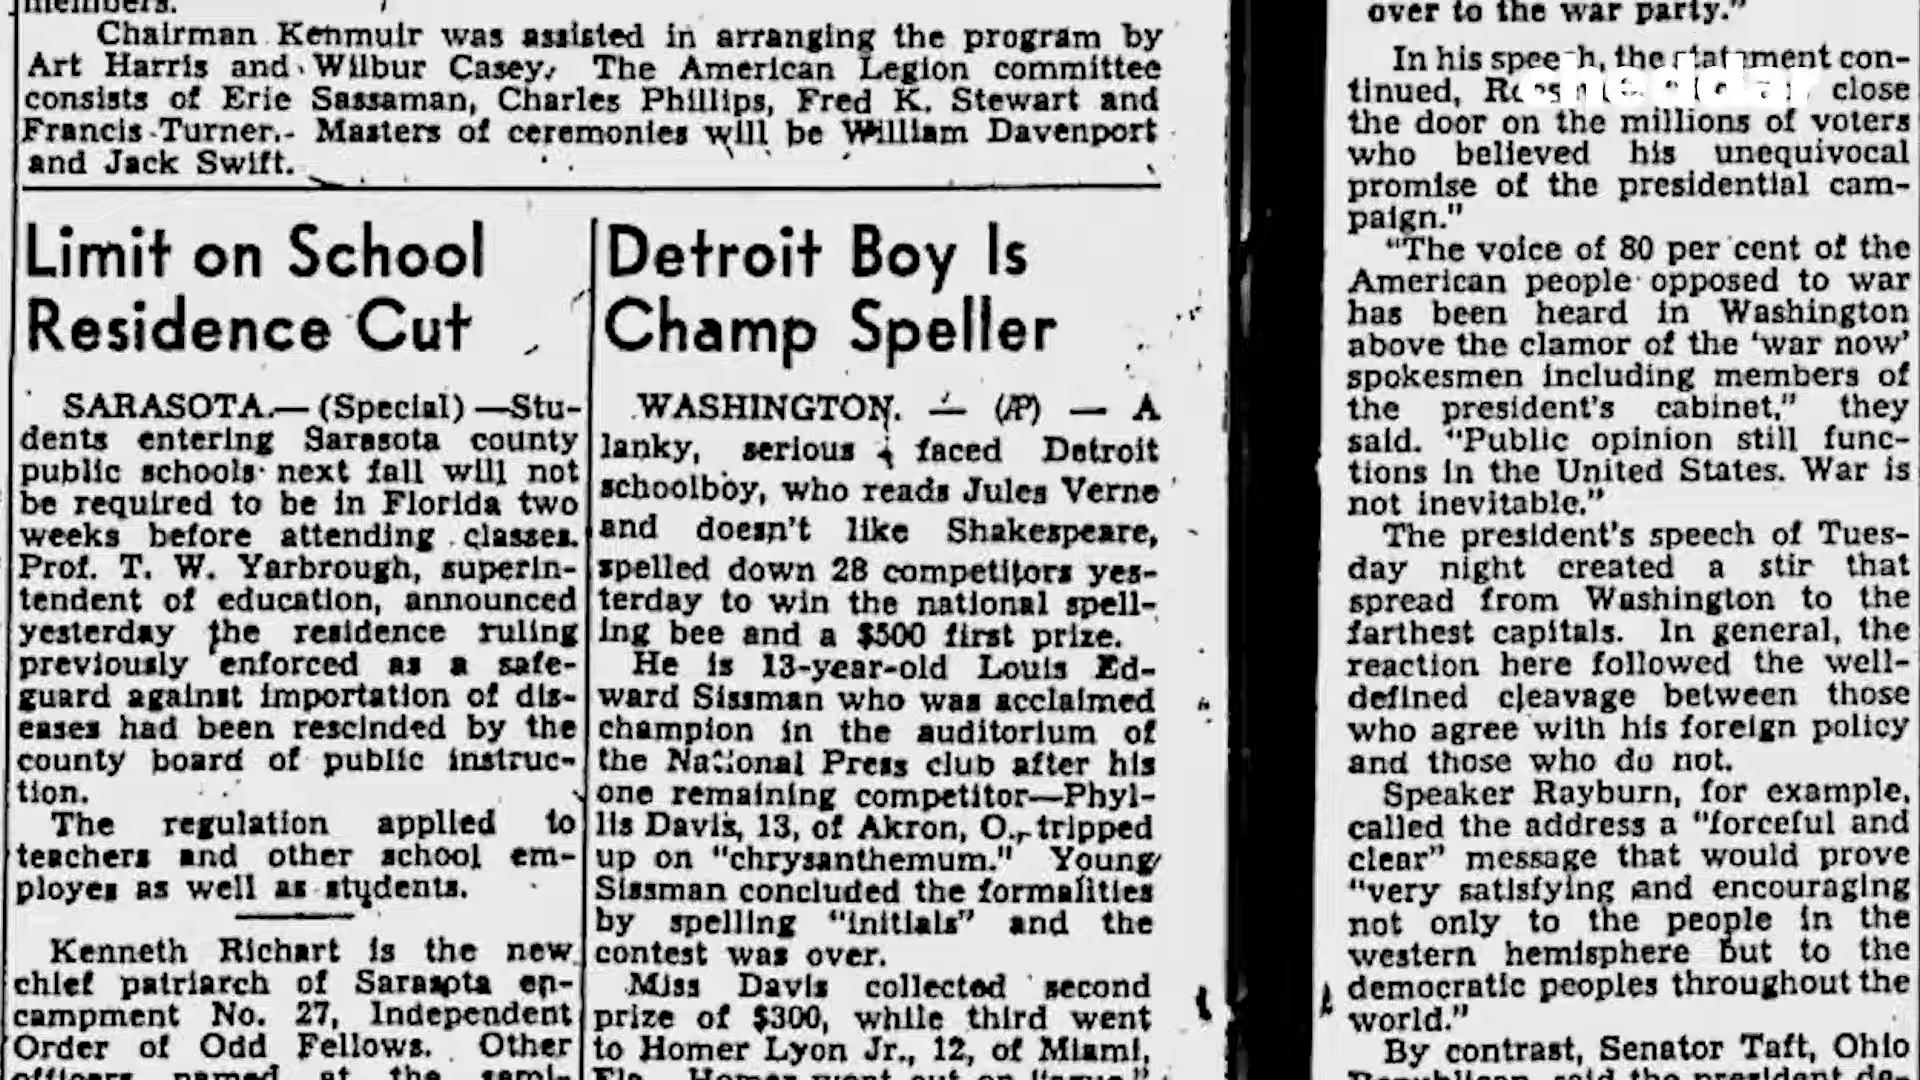 members.
Chairman Kenmuir was assisted in arranging the program by
Art Harris and Wilbur Casey. The American Legion committee
consists of Erie Sassaman, Charles Phillips, Fred K. Stewart and
Francis Turner. Masters of ceremonies will be William Davenport
and Jack Swift.
Limit on School
Residence Cut
SARASOTA.—(Special)—Stu-
dents entering Sarasota county
public schools next fall will not
be required to be in Florida two
weeks before attending classes.
Prof. T. W. Yarbrough, superin-
tendent of education, announced
yesterday the residence ruling
previously enforced as a safe-
guard against importation of dis-
eases had been rescinded by the
county board of public instruc-
tion.
The regulation applied to
teachers and other school em-
ployes as well as students.
Kenneth Richart is the new
chief patriarch of Sarasota en-
campment No. 27, Independent
Order of Odd Fellows. Other
officers named at the semi-
Detroit Boy Is
Champ Speller
WASHINGTON. — (AP) — A
lanky, serious faced Detroit
schoolboy, who reads Jules Verne
and doesn't like Shakespeare,
spelled down 28 competitors yes-
terday to win the national spell-
ing bee and a $500 first prize.
He is 13-year-old Louis Ed-
ward Sissman who was acclaimed
champion in the auditorium of
the National Press club after his
one remaining competitor—Phyl-
lis Davis, 13, of Akron, O., tripped
up on "chrysanthemum." Young
Sissman concluded the formalities
by spelling "initials" and the
contest was over.
Miss Davis collected second
prize of $300, while third went
to Homer Lyon Jr., 12, of Miami,
Fla. Homer went out on
over to the war party."
In his speech, the statement con-
tinued, close
the door on the millions of voters
who believed his unequivocal
promise of the presidential cam-
paign."
"The voice of 80 per cent of the
American people opposed to war
has been heard in Washington
above the clamor of the 'war now'
spokesmen including members of
the president's cabinet," they
said. "Public opinion still func-
tions in the United States. War is
not inevitable."
The president's speech of Tues-
day night created a stir that
spread from Washington to the
farthest capitals. In general, the
reaction here followed the well-
defined cleavage between those
who agree with his foreign policy
and those who do not.
Speaker Rayburn, for example,
called the address a "forceful and
clear" message that would prove
"very satisfying and encouraging
not only to the people in the
western hemisphere but to the
democratic peoples throughout the
world."
By contrast, Senator Taft, Ohio
Republican, said the president de-
cheddar